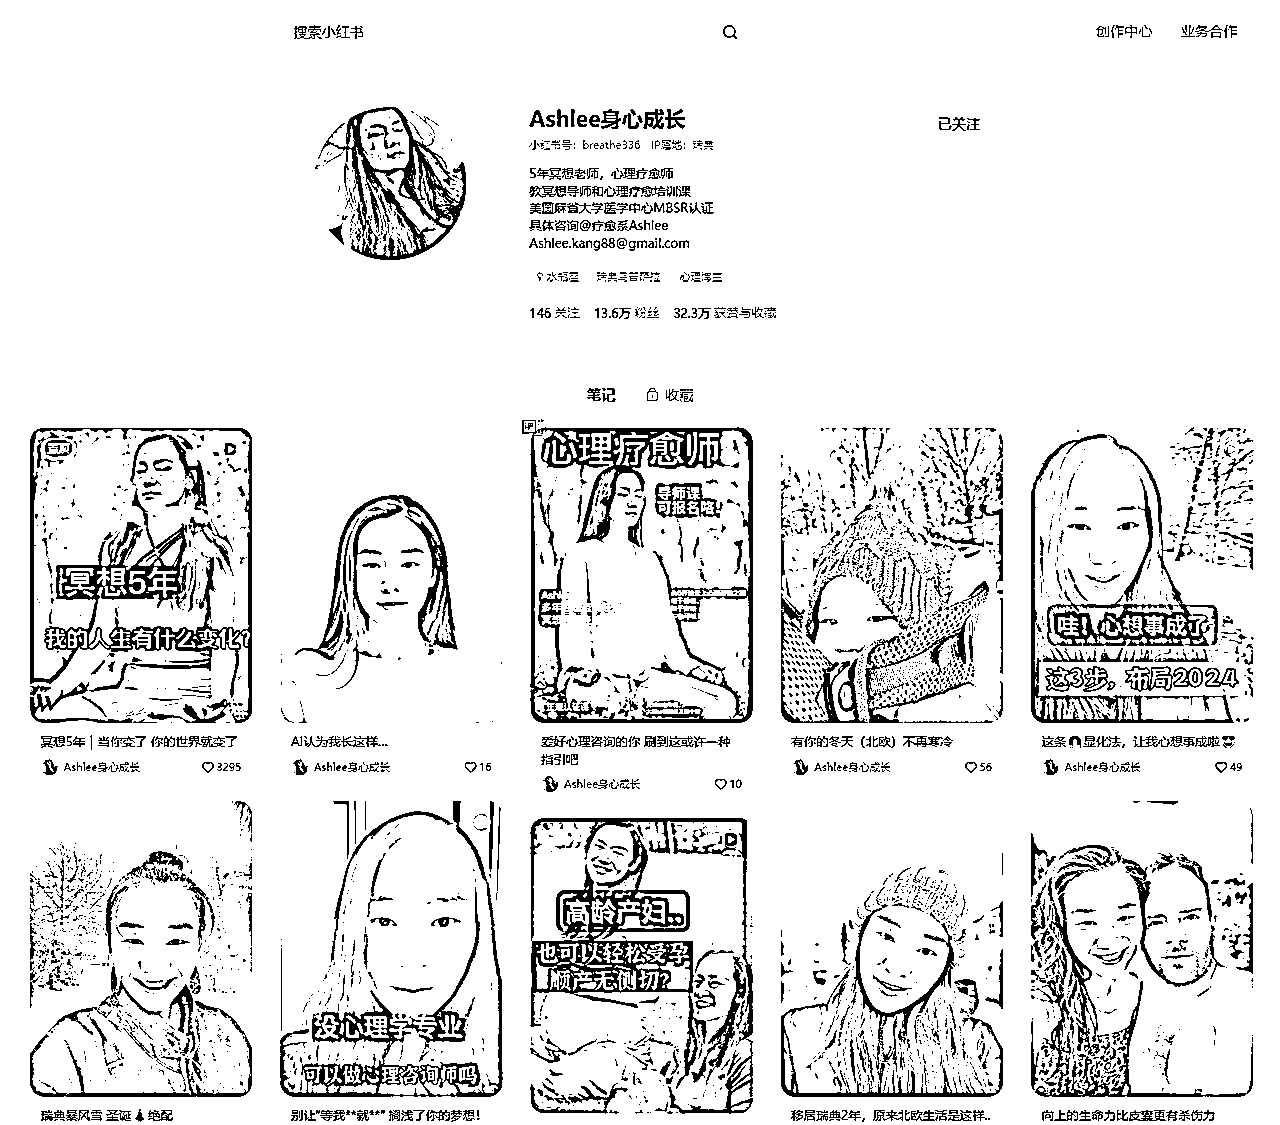 搜索小红书
创作中心 业务合作
Ashlee身心成长
已关注
小红书号：breathe336 IP属地：瑞典
5年冥想老师，心理疗愈师
教冥想导师和心理疗愈培训课
美国麻省大学医学中心MBSR认证
具体咨询@疗愈系Ashlee
Ashlee.kang88@gmail.com
水瓶座 瑞典乌普萨拉 心理博主
146 关注 13.6万 粉丝 32.3万 获赞与收藏
笔记 收藏
冥想5年
我的人生有什么变化?
心理疗愈师
导师课
可报名咯!
哇！心想事成了
这3步，布局2024
冥想5年｜当你变了 你的世界就变了
Ashlee身心成长 3295
AI认为我长这样...
Ashlee身心成长 16
爱好心理咨询的你 刷到这或许一种
指引吧
Ashlee身心成长 10
有你的冬天（北欧）不再寒冷
Ashlee身心成长 56
这条显化法，让我心想事成啦
Ashlee身心成长 49
没心理学专业
可以做心理咨询师吗
高龄产妇..
也可以轻松受孕
顺产无侧切?
瑞典暴风雪 圣诞🎄绝配
别让“等我**就**” 搁浅了你的梦想！
移居瑞典2年，原来北欧生活是这样..
向上的生命力比皮囊更有杀伤力